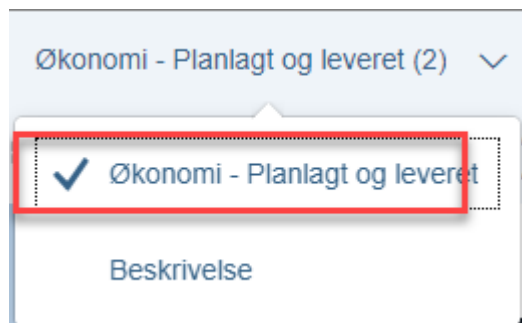 Økonomi - Planlagt og leveret (2)
Økonomi - Planlagt og leveret
Beskrivelse